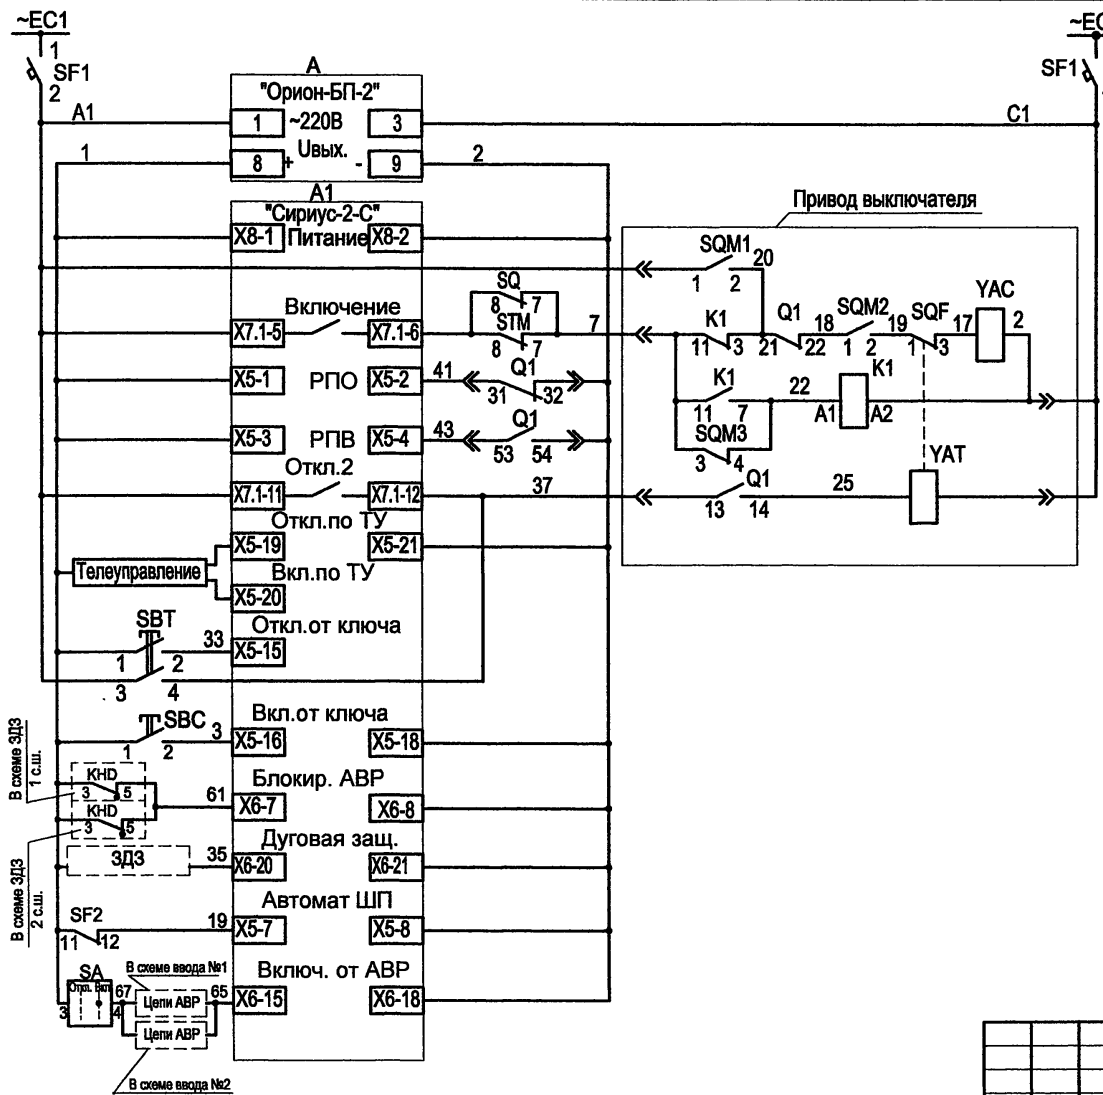 ~EC1
~EC
1
SF1
2
SF1
A
"Орион-БП-2"
A1
1
~220В
3
C1
Uвых.
1
8
+
-
9
2
A1
"Сириус-2-С"
X8-1
Питание
X8-2
Привод выключателя
SQM1
20
1
2
SQ
8
7
Включение
X7.1-5
X7.1-6
STM
8
7
7
K1
11
3
Q1
21
22
18
SQM2
1
2
19
SQF
1
3
17
YAC
2
X5-1
РПО
X5-2
41
Q1
31
32
K1
11
7
22
K1
A1
A2
X5-3
РПВ
X5-4
43
Q1
53
54
SQM3
3
4
YAT
Откл.2
X7.1-11
X7.1-12
37
Q1
13
14
25
Откл.по ТУ
X5-19
X5-21
Телеуправление
Вкл.по ТУ
X5-20
SBT
Откл.от ключа
33
X5-15
1
2
3
4
SBC
Вкл.от ключа
3
X5-16
X5-18
1
2
В схеме ЗДЗ
1 с.ш.
KHD
3
5
Блокир. АВР
61
X6-7
X6-8
KHD
3
5
Дуговая защ.
ЗДЗ
35
X6-20
X6-21
В схеме ЗДЗ
2 с.ш.
Автомат ШП
SF2
19
X5-7
X5-8
11
12
SA
Откл. Вкл
В схеме ввода №1
Включ. от АВР
3
4
67
Цепи АВР
65
X6-15
X6-18
Цепи АВР
В схеме ввода №2